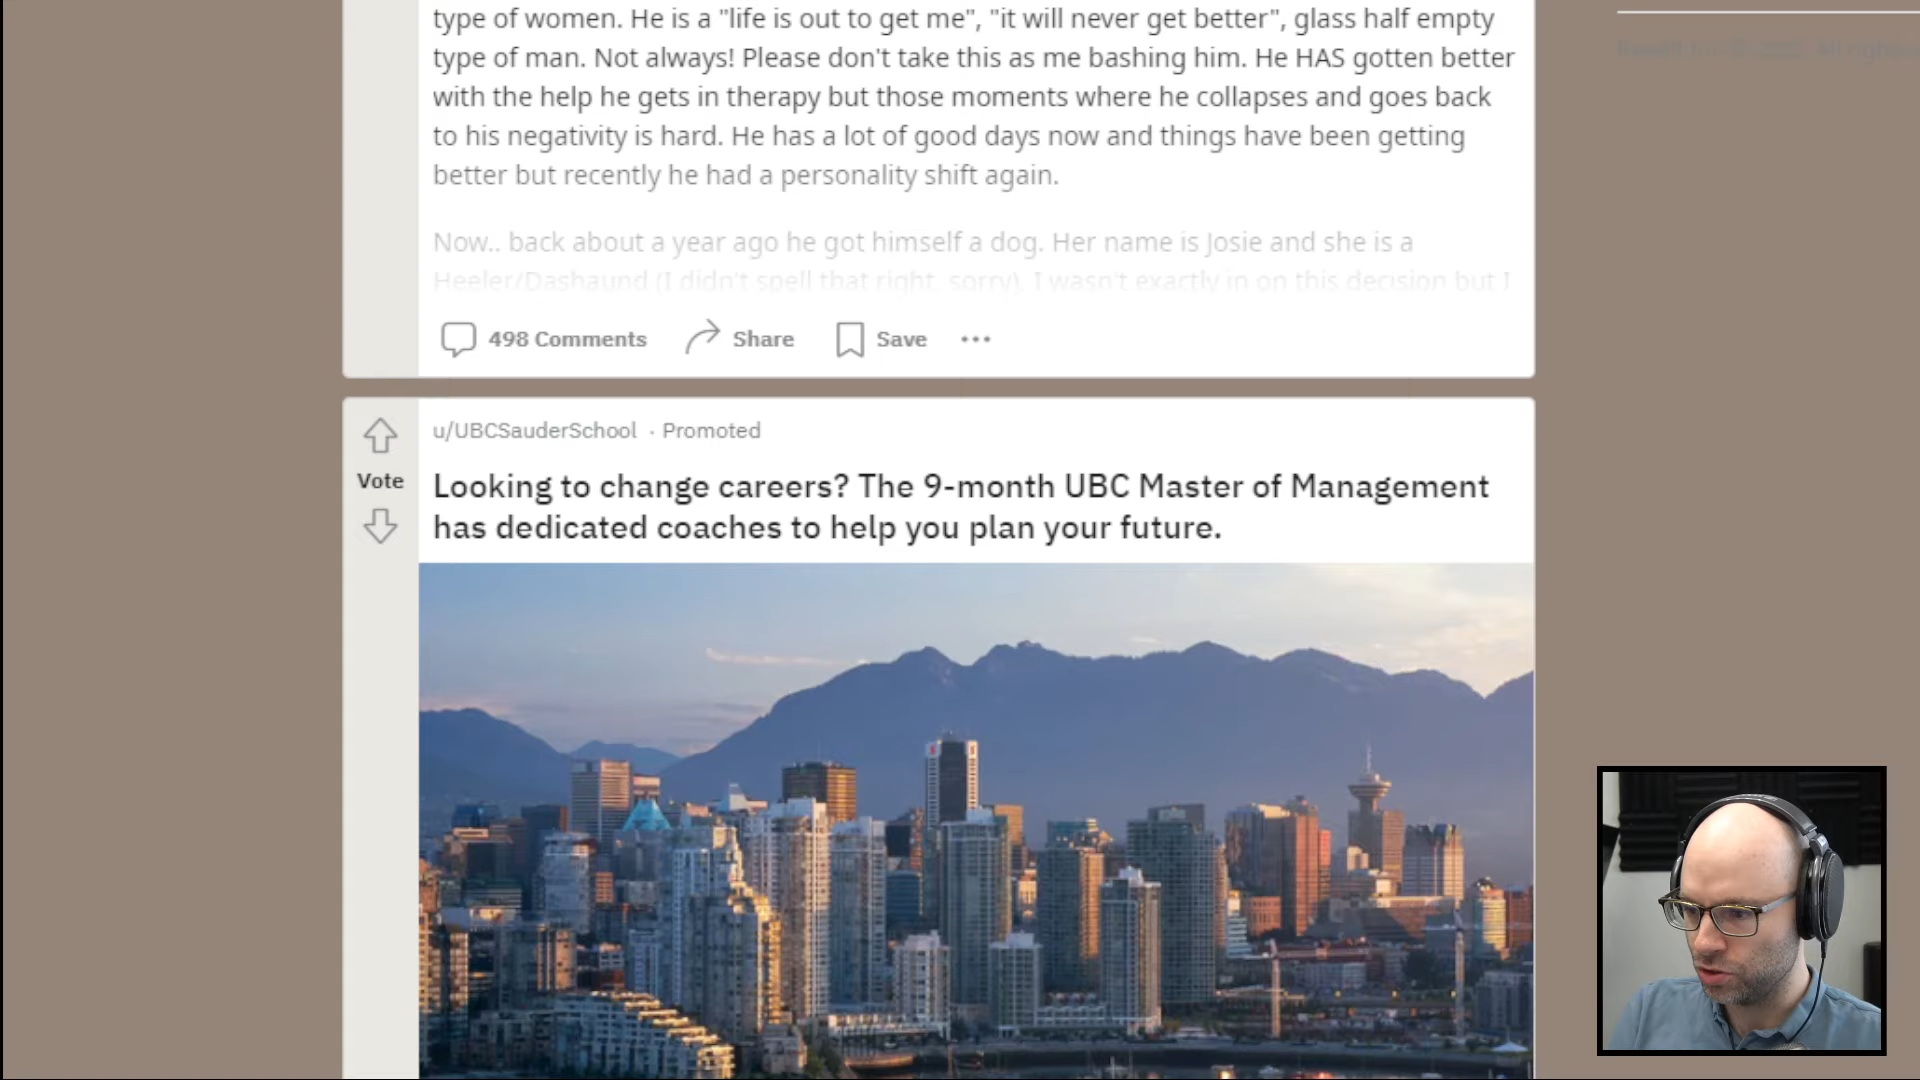 type of women. He is a "life is out to get me", "it will never get better", glass half empty
type of man. Not always! Please don't take this as me bashing him. He HAS gotten better
with the help he gets in therapy but those moments where he collapses and goes back
to his negativity is hard. He has a lot of good days now and things have been getting
better but recently he had a personality shift again.
Now.. back about a year ago he got himself a dog. Her name is Josie and she is a
Heeler/Dashaund (I didn't spell that right, sorry). I wasn't exactly in on this decision but I
498 Comments Share Save
u/UBCSauderSchool · Promoted
Vote
Looking to change careers? The 9-month UBC Master of Management
has dedicated coaches to help you plan your future.